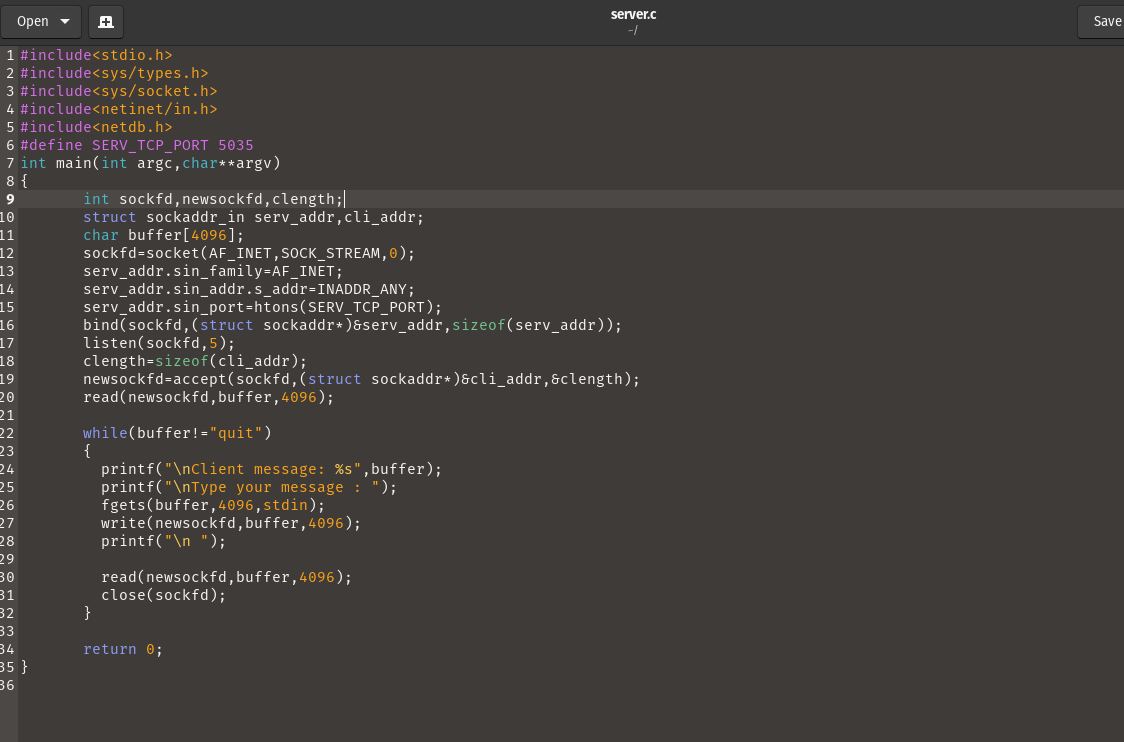 Open
server.c
~/
Save
1 #include<stdio.h>
2 #include<sys/types.h>
3 #include<sys/socket.h>
4 #include<netinet/in.h>
5 #include<netdb.h>
6 #define SERV_TCP_PORT 5035
7 int main(int argc,char**argv)
8 {
9 int sockfd,newsockfd,clength;
10 struct sockaddr_in serv_addr,cli_addr;
11 char buffer[4096];
12 sockfd=socket(AF_INET,SOCK_STREAM,0);
13 serv_addr.sin_family=AF_INET;
14 serv_addr.sin_addr.s_addr=INADDR_ANY;
15 serv_addr.sin_port=htons(SERV_TCP_PORT);
16 bind(sockfd,(struct sockaddr*)&serv_addr,sizeof(serv_addr));
17 listen(sockfd,5);
18 clength=sizeof(cli_addr);
19 newsockfd=accept(sockfd,(struct sockaddr*)&cli_addr,&clength);
20 read(newsockfd,buffer,4096);
21
22 while(buffer!="quit")
23 {
24 printf("\nClient message: %s",buffer);
25 printf("\nType your message : ");
26 fgets(buffer,4096,stdin);
27 write(newsockfd,buffer,4096);
28 printf("\n ");
29
30 read(newsockfd,buffer,4096);
31 close(sockfd);
32 }
33
34 return 0;
35 }
36